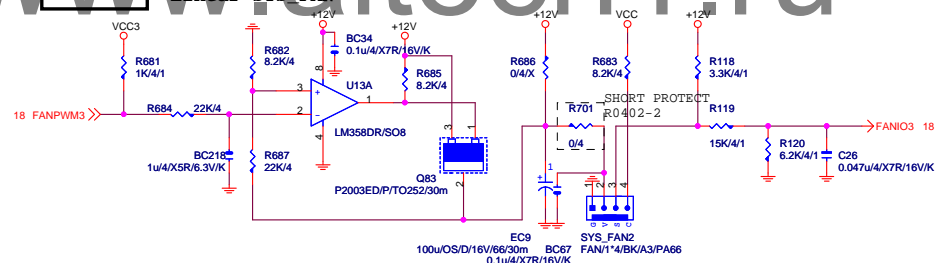 VCC3
+12V
+12V
+12V
VCC
+12V
R681
1K/4/1
R682
8.2K/4
BC34
0.1u/4/X7R/16V/K
R685
8.2K/4
R686
0/4/X
R683
8.2K/4
R118
3.3K/4/1
U13A
8
3
+
2
-
1
4
LM358DR/SO8
18 FANPWM3
R684 22K/4
BC218
1u/4/X5R/6.3V/K
R687
22K/4
3
1
2
Q83
P2003ED/P/TO252/30m
R701
0/4
SHORT PROTECT
R0402-2
R119
15K/4/1
FANIO3 18
R120
6.2K/4/1
C26
0.047u/4/X7R/16V/K
+
1
1
2
3
4
G
V
S
C
EC9
100u/OS/D/16V/66/30m
BC67
0.1u/4/X7R/16V/K
SYS_FAN2
FAN/1*4/BK/A3/PA66